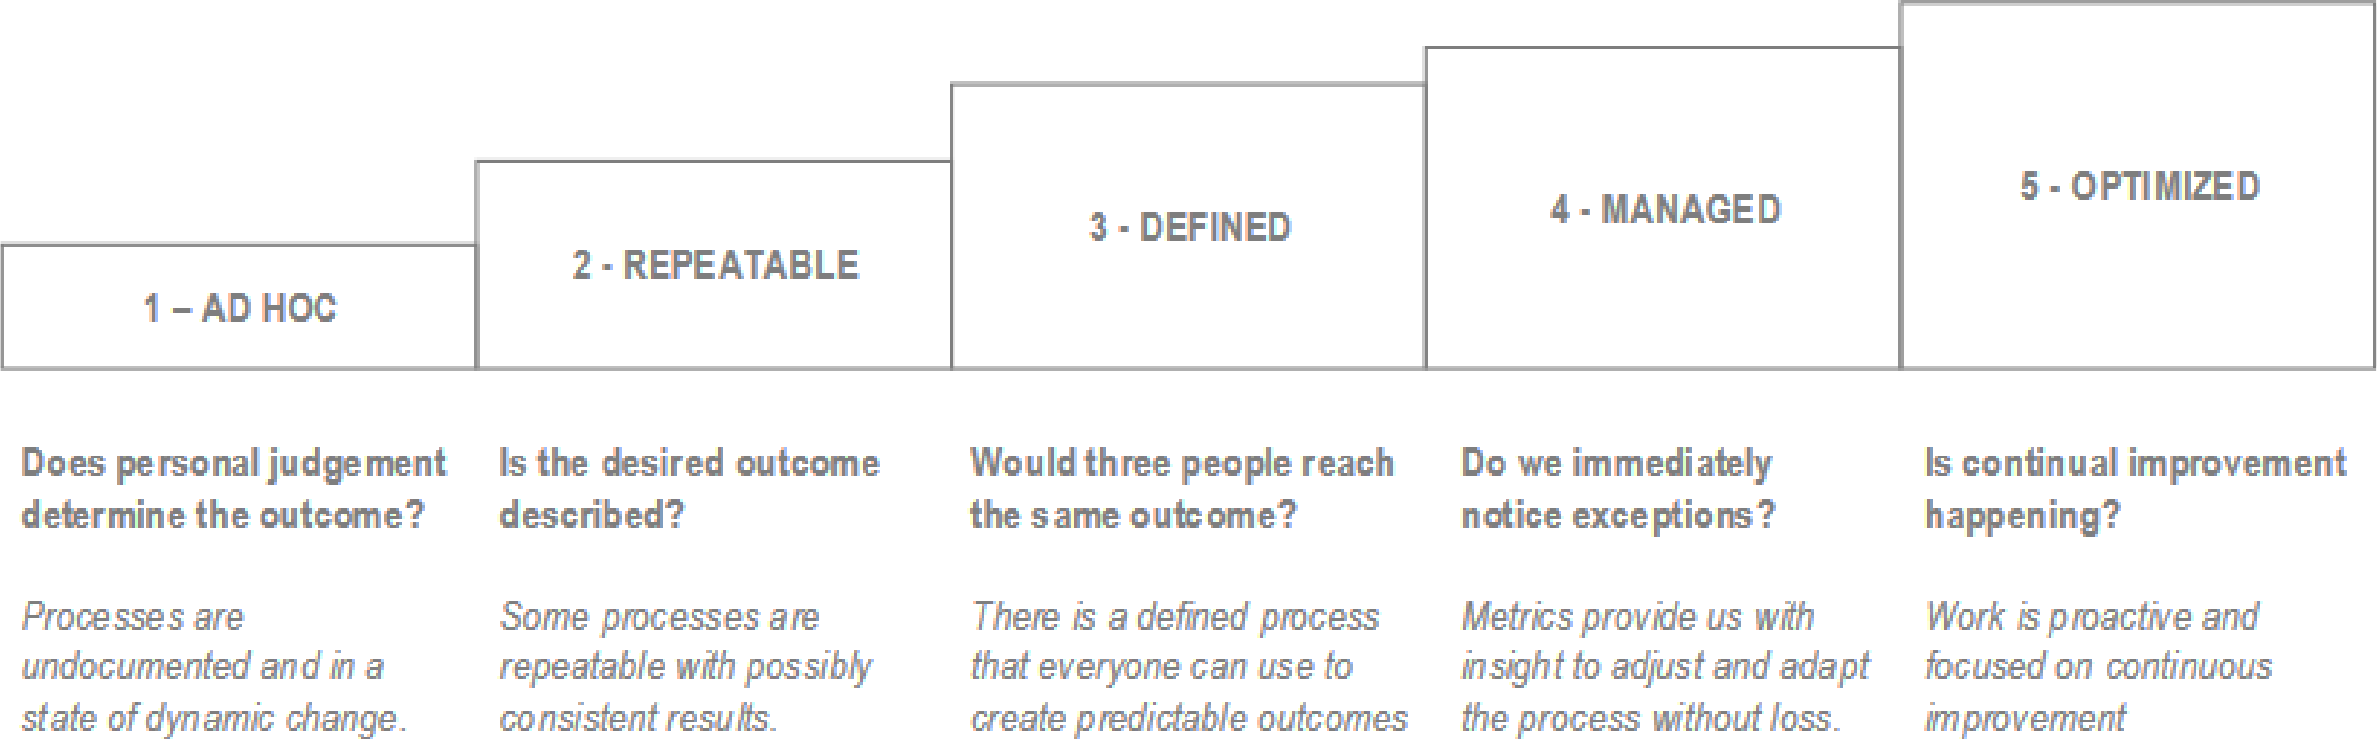 1 – AD HOC
2 - REPEATABLE
3 - DEFINED
4 - MANAGED
5 - OPTIMIZED
Does personal judgement
determine the outcome?
Processes are
undocumented and in a
state of dynamic change.
Is the desired outcome
described?
Some processes are
repeatable with possibly
consistent results.
Would three people reach
the same outcome?
There is a defined process
that everyone can use to
create predictable outcomes
Do we immediately
notice exceptions?
Metrics provide us with
insight to adjust and adapt
the process without loss.
Is continual improvement
happening?
Work is proactive and
focused on continuous
improvement